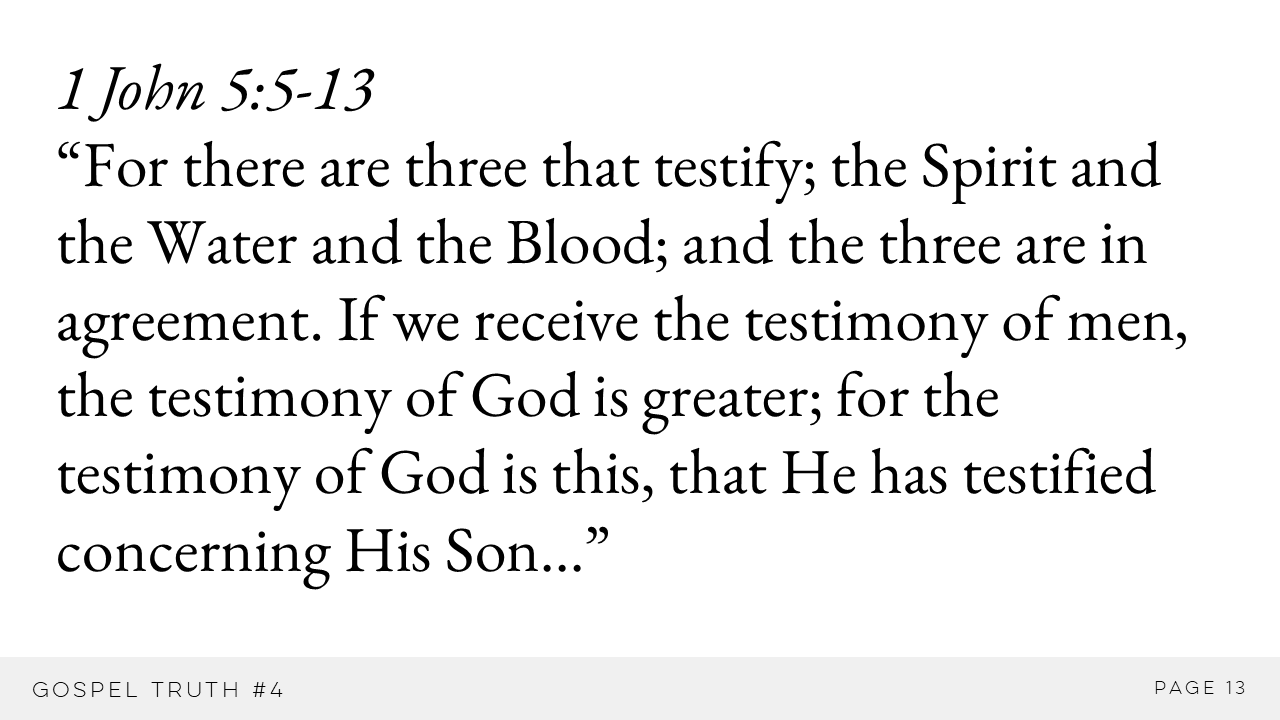 1 John 5:5-13
“For there are three that testify; the Spirit and
the Water and the Blood; and the three are in
agreement. If we receive the testimony of men,
the testimony of God is greater; for the
testimony of God is this, that He has testified
concerning His Son...”
GOSPEL TRUTH #4
PAGE 13